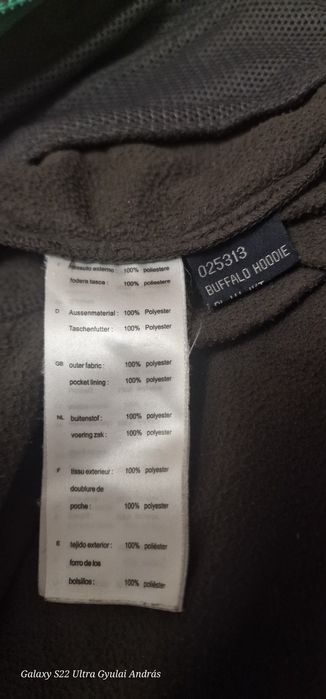 025313
BUFFALO HOODIE
tessuto esterno : 100% poliestere
fodera tasca : 100% poliestere
D Aussenmaterial : 100% Polyester
Taschenfutter : 100% Polyester
GB outer fabric : 100% polyester
pocket lining : 100% polyester
NL buitenstof : 100% polyester
voering zak : 100% polyester
F tissu exterieur : 100% polyester
doublure de
poche : 100% polyester
E tejido exterior : 100% poliéster
forro de los
bolsillos : 100% poliéster
Galaxy S22 Ultra Gyulai András